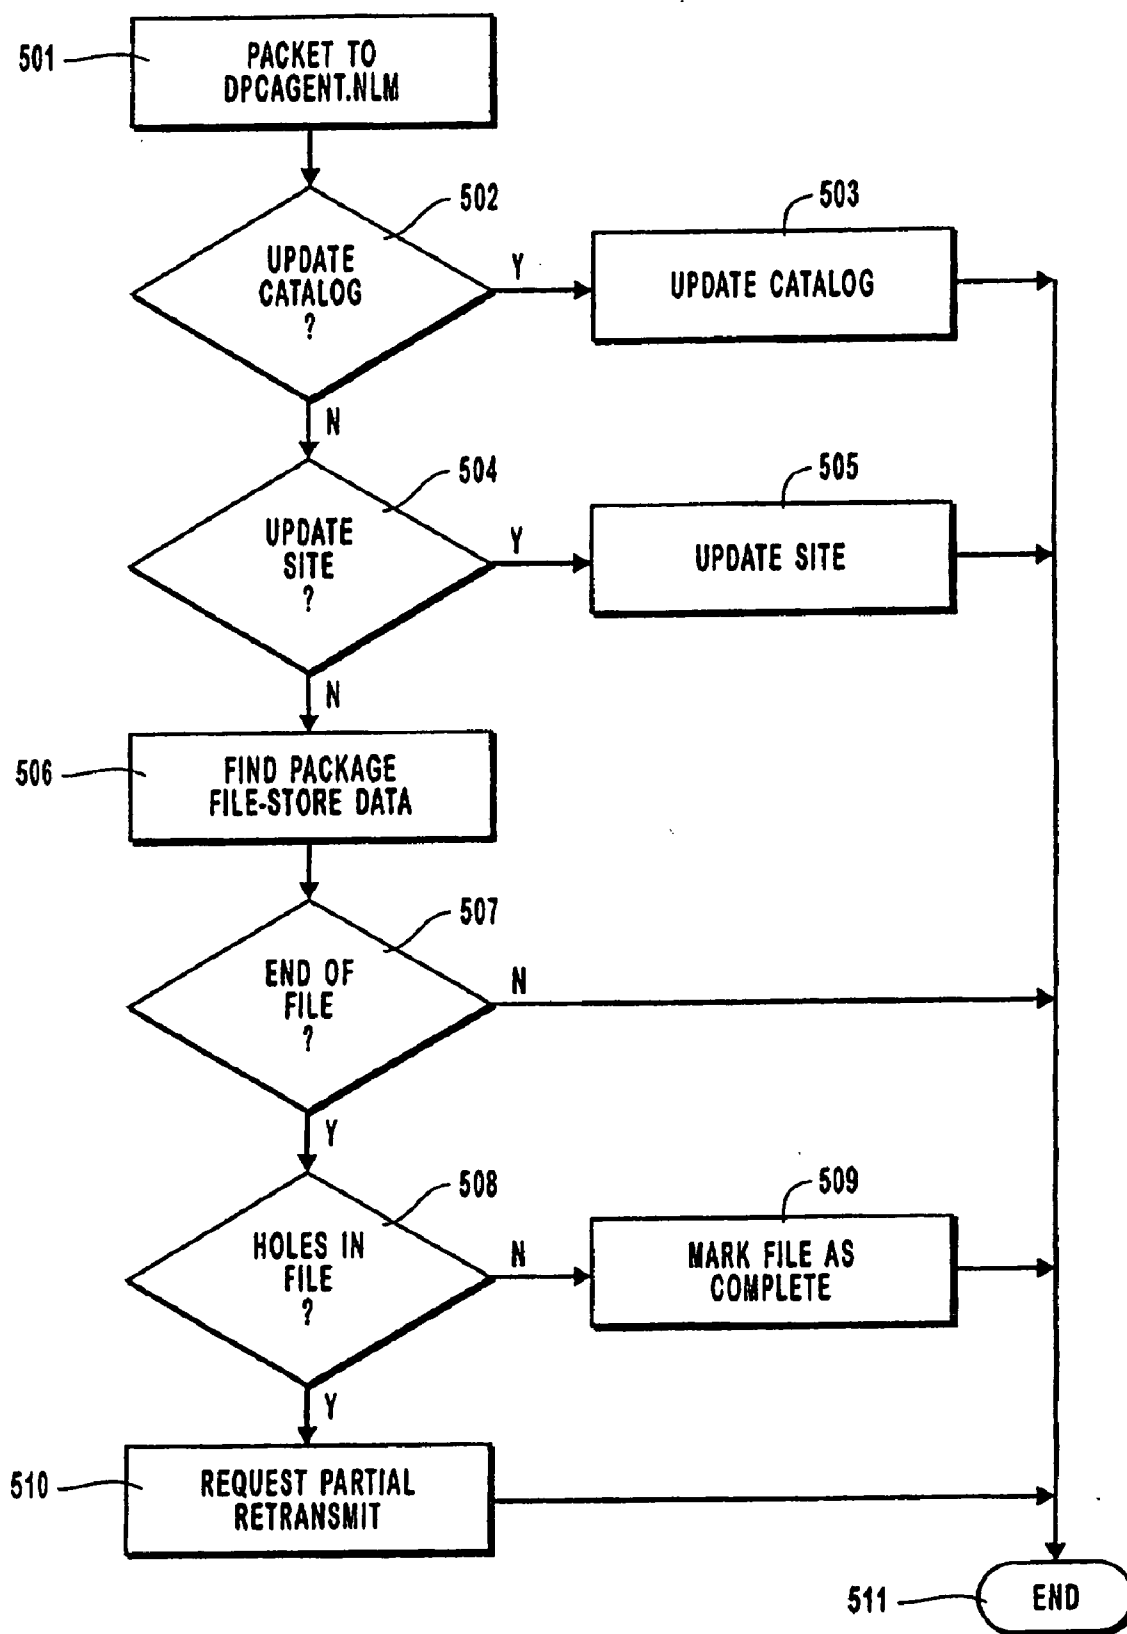 501
PACKET TO
DPCAGENT.NLM
502
UPDATE
CATALOG
?
Y
503
UPDATE CATALOG
N
504
UPDATE
SITE
?
Y
505
UPDATE SITE
N
506
FIND PACKAGE
FILE-STORE DATA
507
END OF
FILE
?
N
Y
508
HOLES IN
FILE
?
N
509
MARK FILE AS
COMPLETE
Y
510
REQUEST PARTIAL
RETRANSMIT
511
END